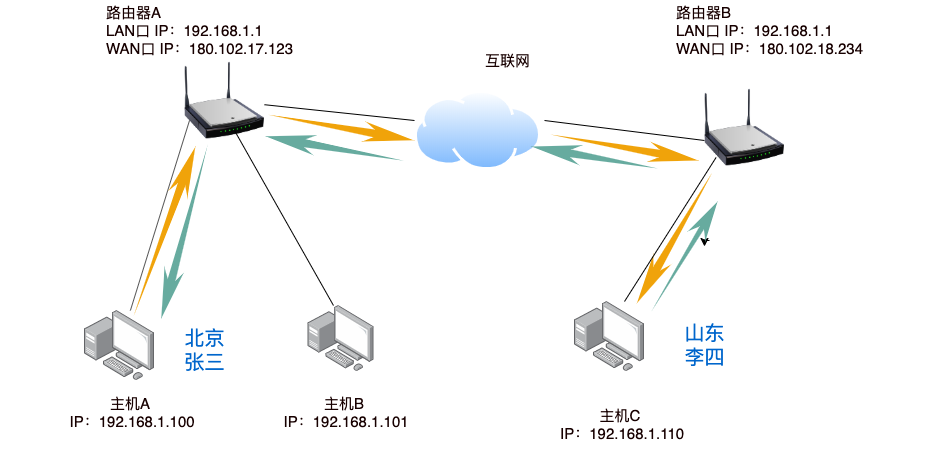 路由器A
LAN口 IP：192.168.1.1
WAN口 IP：180.102.17.123
路由器B
LAN口 IP：192.168.1.1
WAN口 IP：180.102.18.234
互联网
北京
张三
山东
李四
主机A
IP：192.168.1.100
主机B
IP：192.168.1.101
主机C
IP：192.168.1.110